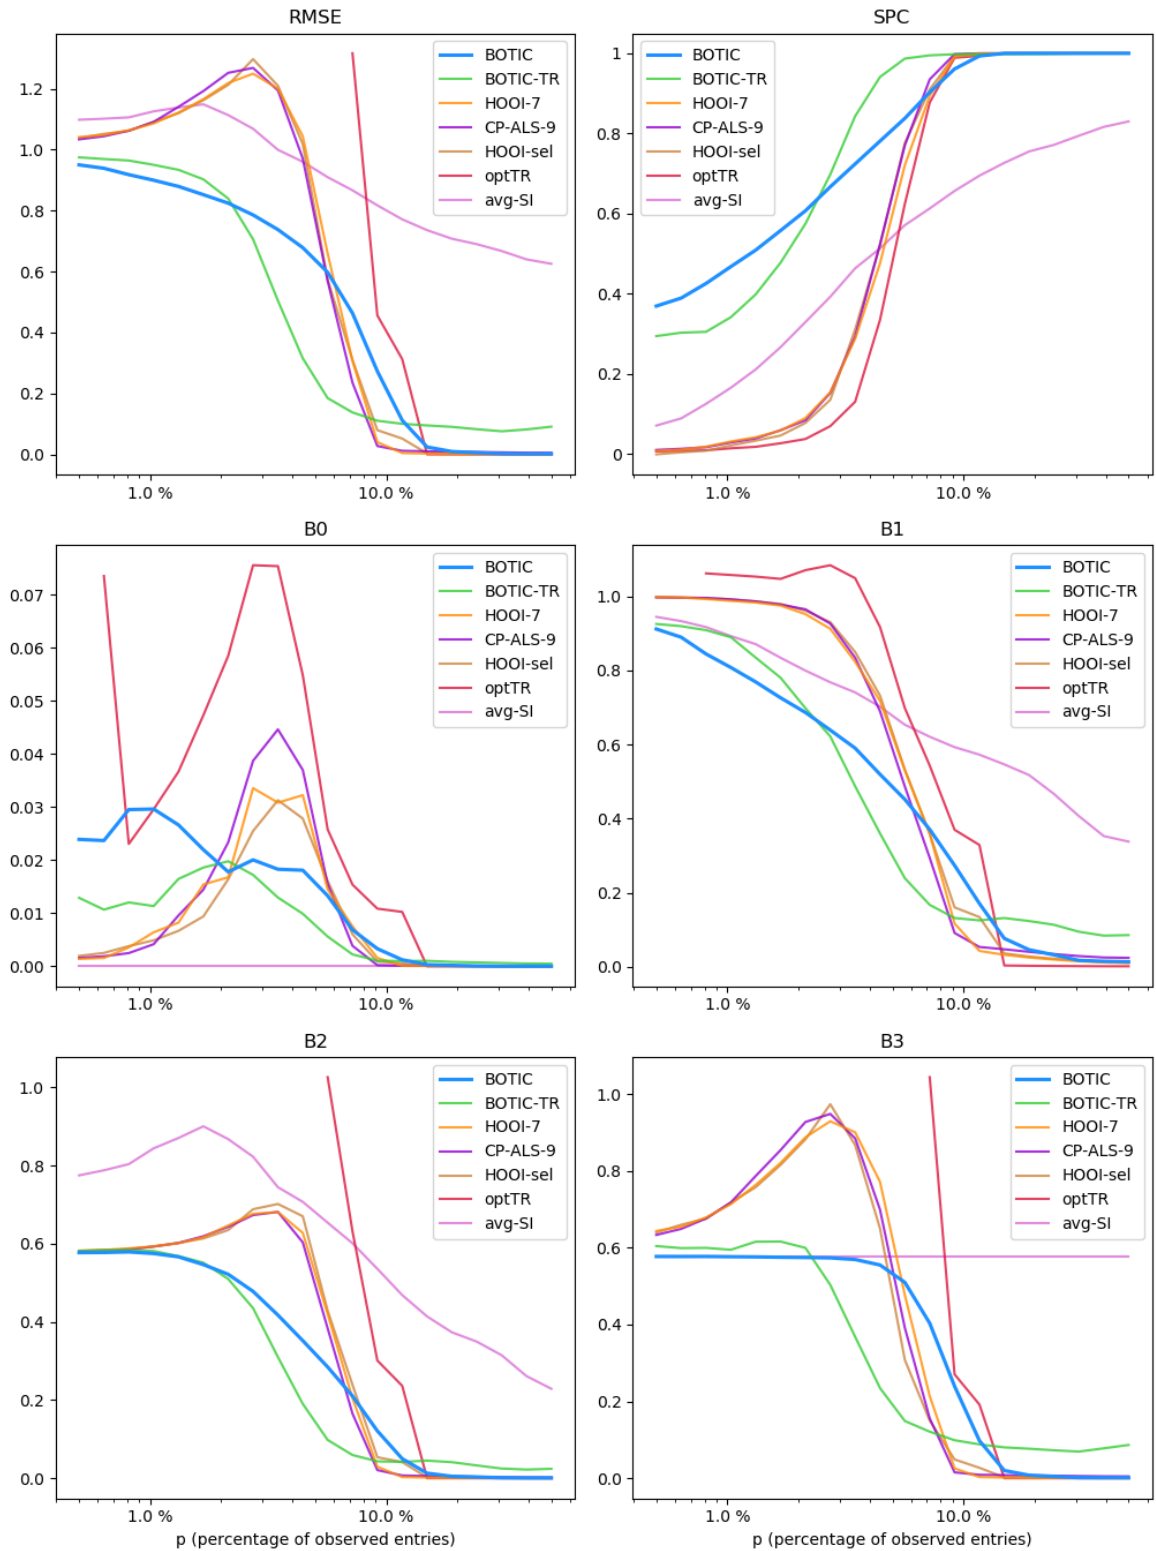 RMSE
1.2
1.0
0.8
0.6
0.4
0.2
0.0
1.0 %
10.0 %
BOTIC
BOTIC-TR
HOOI-7
CP-ALS-9
HOOI-sel
optTR
avg-SI
SPC
1
0.8
0.6
0.4
0.2
0
1.0 %
10.0 %
BOTIC
BOTIC-TR
HOOI-7
CP-ALS-9
HOOI-sel
optTR
avg-SI
B0
0.07
0.06
0.05
0.04
0.03
0.02
0.01
0.00
1.0 %
10.0 %
BOTIC
BOTIC-TR
HOOI-7
CP-ALS-9
HOOI-sel
optTR
avg-SI
B1
1.0
0.8
0.6
0.4
0.2
0.0
1.0 %
10.0 %
BOTIC
BOTIC-TR
HOOI-7
CP-ALS-9
HOOI-sel
optTR
avg-SI
B2
1.0
0.8
0.6
0.4
0.2
0.0
1.0 %
10.0 %
p (percentage of observed entries)
BOTIC
BOTIC-TR
HOOI-7
CP-ALS-9
HOOI-sel
optTR
avg-SI
B3
1.0
0.8
0.6
0.4
0.2
0.0
1.0 %
10.0 %
p (percentage of observed entries)
BOTIC
BOTIC-TR
HOOI-7
CP-ALS-9
HOOI-sel
optTR
avg-SI